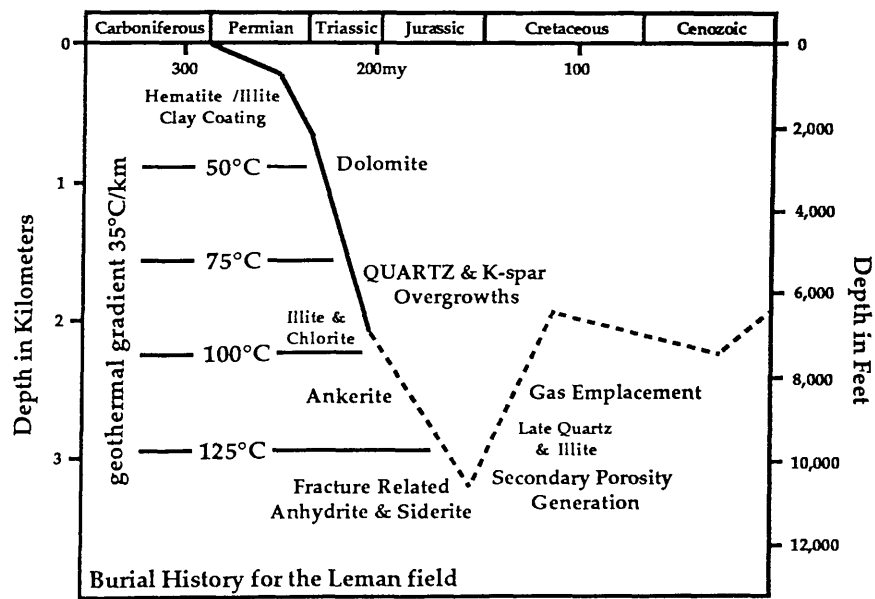 Carboniferous Permian Triassic Jurassic Cretaceous Cenozoic
0 0
300 200my 100
Hematite /Illite
Clay Coating
2,000
50°C Dolomite
1
4,000
75°C QUARTZ & K-spar
Overgrowths
6,000
Illite &
Chlorite
2
100°C
8,000
Ankerite Gas Emplacement
Late Quartz
& Illite
125°C
3
10,000
Fracture Related
Anhydrite & Siderite
Secondary Porosity
Generation
12,000
Depth in Kilometers
geothermal gradient 35°C/km
Depth in Feet
Burial History for the Leman field